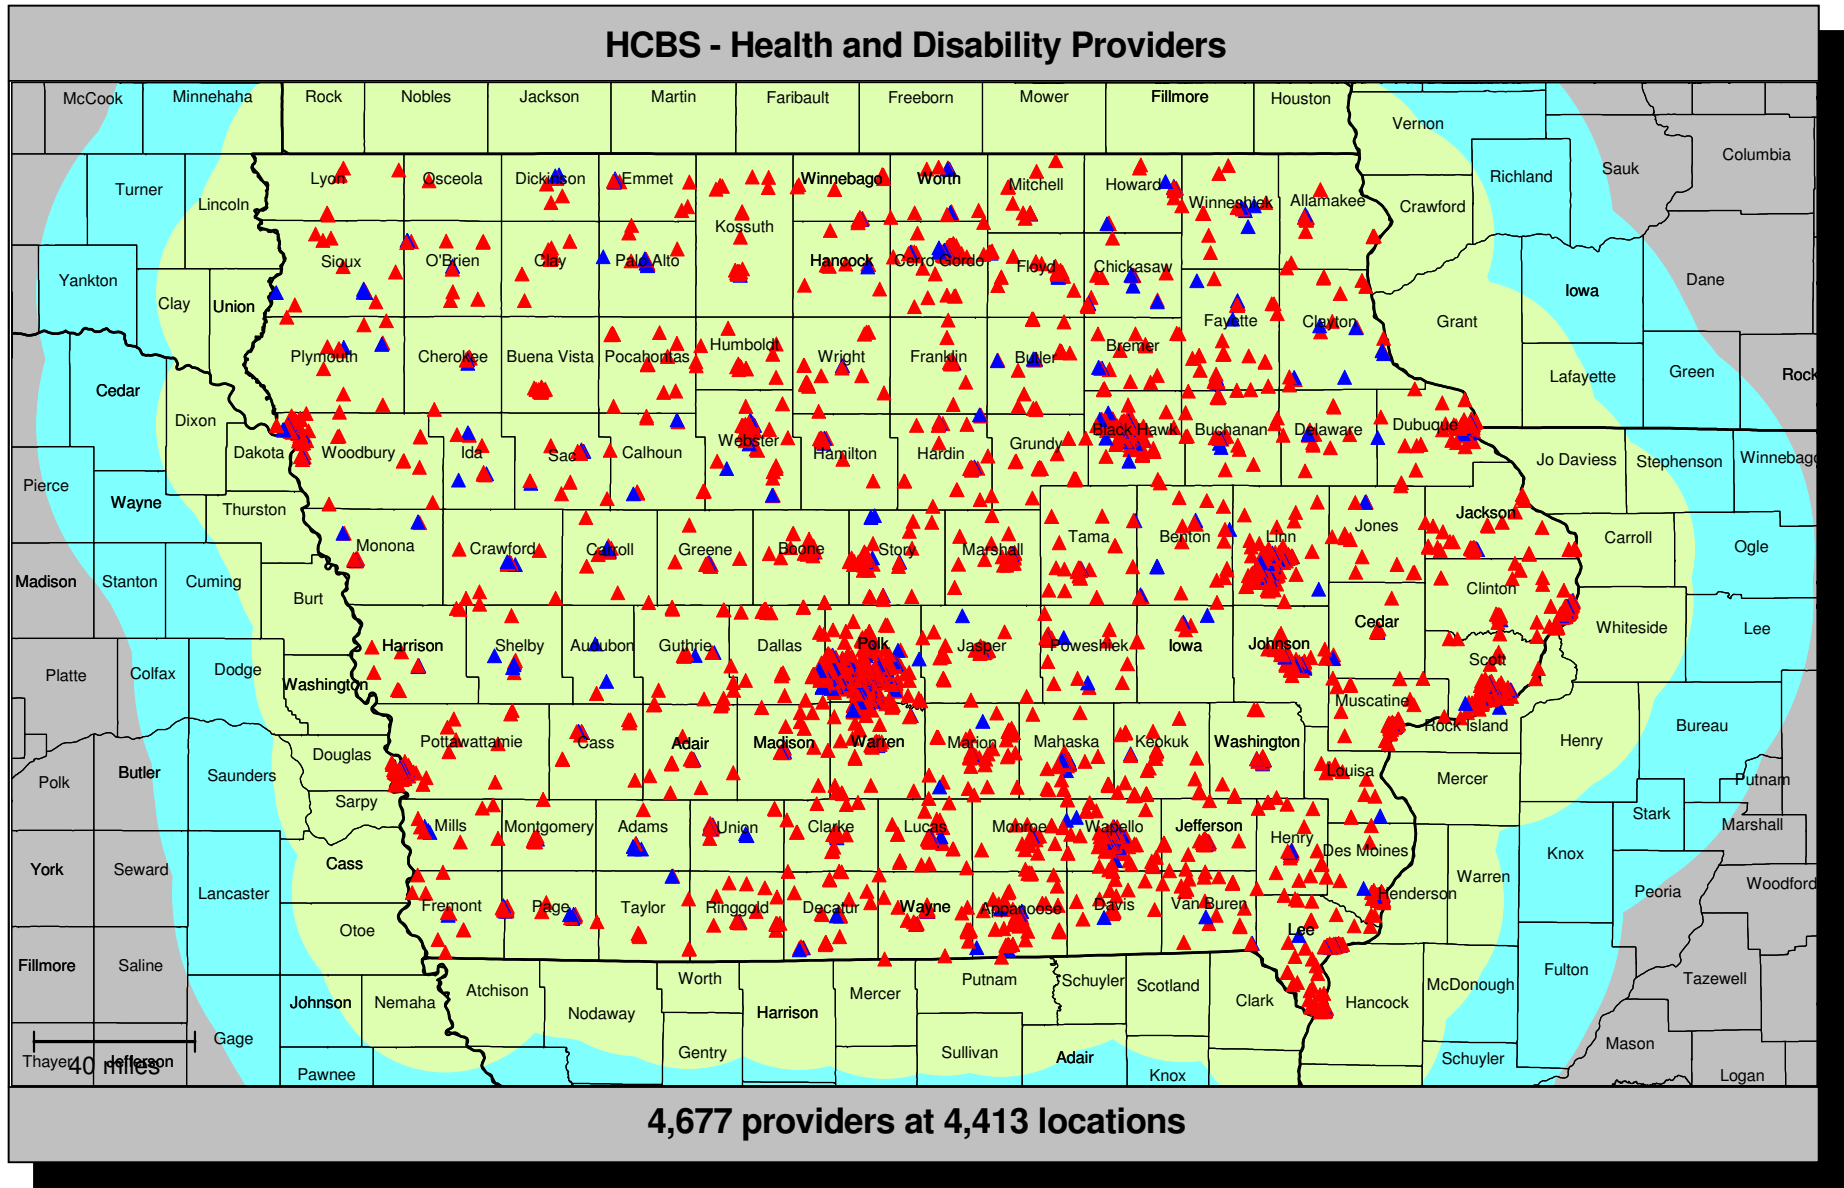 HCBS - Health and Disability Providers
McCook Minnehaha Rock Nobles Jackson Martin Faribault Freeborn Mower Fillmore Houston
Vernon
Turner Lincoln Lyon Osceola Dickinson Emmet Winnebago Worth Mitchell Howard Winneshiek Allamakee Crawford Richland Sauk Columbia
Kossuth
Yankton Clay Union Sioux O'Brien Clay Palo Alto Hancock Cerro Gordo Floyd Chickasaw Iowa Dane
Fayette Clayton Grant
Plymouth Cherokee Buena Vista Pocahontas Humboldt Wright Franklin Butler Bremer
Cedar Lafayette Green Rock
Dixon
Dakota Woodbury Ida Sac Calhoun Webster Hamilton Hardin Grundy Black Hawk Buchanan Delaware Dubuque
Jo Daviess Stephenson Winnebago
Pierce Wayne Thurston
Monona Crawford Carroll Greene Boone Story Marshall Tama Benton Linn Jones Jackson
Carroll Ogle
Madison Stanton Cuming Burt
Clinton
Harrison Shelby Audubon Guthrie Dallas Polk Jasper Poweshiek Iowa Johnson Cedar Whiteside Lee
Scott
Platte Colfax Dodge Washington
Muscatine Rock Island Henry Bureau
Pottawattamie Cass Adair Madison Warren Marion Mahaska Keokuk Washington
Douglas Louisa Mercer Putnam
Polk Butler Saunders
Sarpy Stark
Mills Montgomery Adams Union Clarke Lucas Monroe Wapello Jefferson Henry Des Moines Marshall
Knox
York Seward Cass
Lancaster Warren Peoria Woodford
Henderson
Fremont Page Taylor Ringgold Decatur Wayne Appanoose Davis Van Buren Lee
Otoe
Fillmore Saline Fulton Tazewell
Johnson Nemaha Atchison Nodaway Worth Harrison Mercer Putnam Schuyler Scotland Clark Hancock McDonough
Gage Gentry Sullivan Adair Schuyler Mason
Thayer Jefferson
40 miles
Pawnee Knox Logan
4,677 providers at 4,413 locations